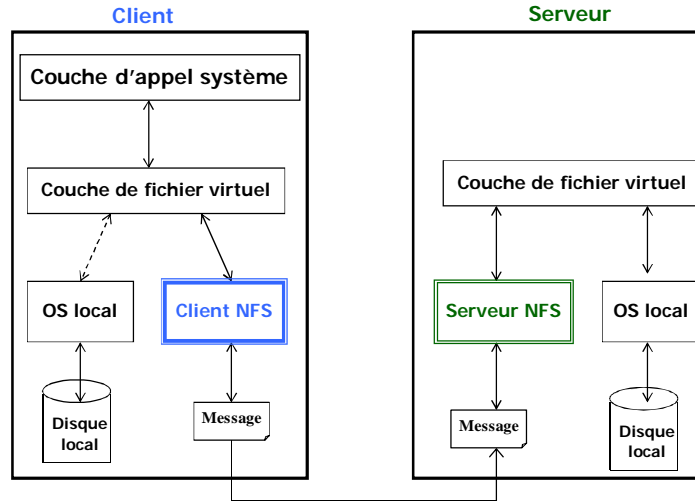 Client
Serveur
Couche d'appel système
Couche de fichier virtuel
Couche de fichier virtuel
OS local
Client NFS
Serveur NFS
OS local
Message
Message
Disque
local
Disque
local